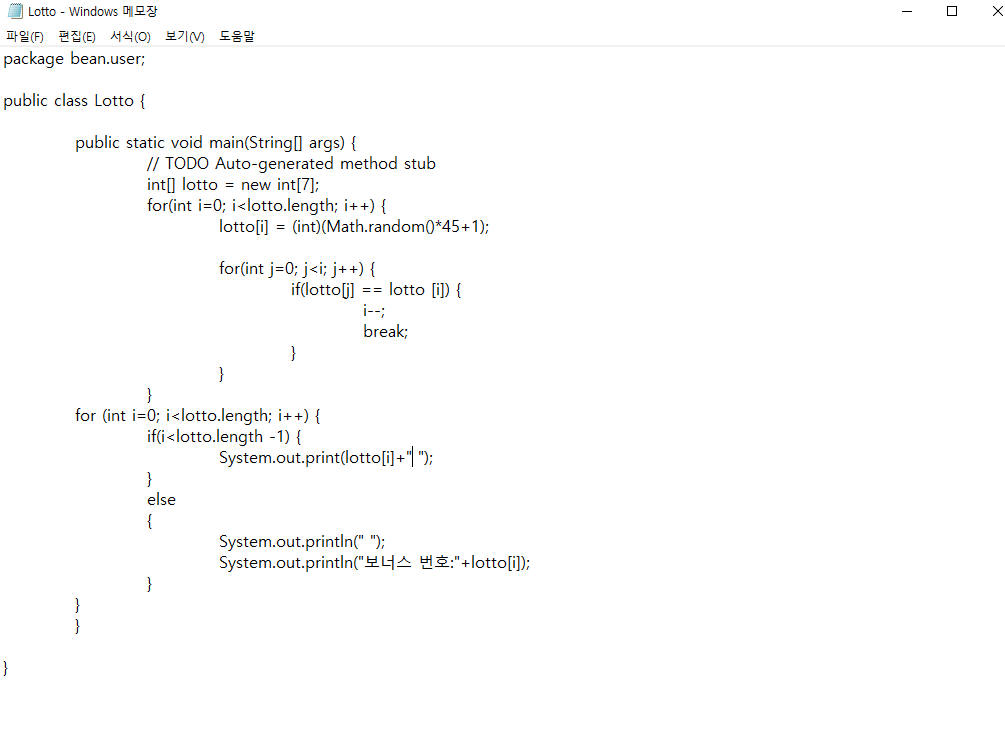 Lotto - Windows 메모장
파일(F) 편집(E) 서식(O) 보기(V) 도움말
package bean.user;
public class Lotto {
public static void main(String[] args) {
// TODO Auto-generated method stub
int[] lotto = new int[7];
for(int i=0; i<lotto.length; i++) {
lotto[i] = (int)(Math.random()*45+1);
for(int j=0; j<i; j++) {
if(lotto[j] == lotto [i]) {
i--;
break;
}
}
}
for (int i=0; i<lotto.length; i++) {
if(i<lotto.length -1) {
System.out.print(lotto[i]+" ");
}
else
{
System.out.println(" ");
System.out.println("보너스 번호:"+lotto[i]);
}
}
}
}